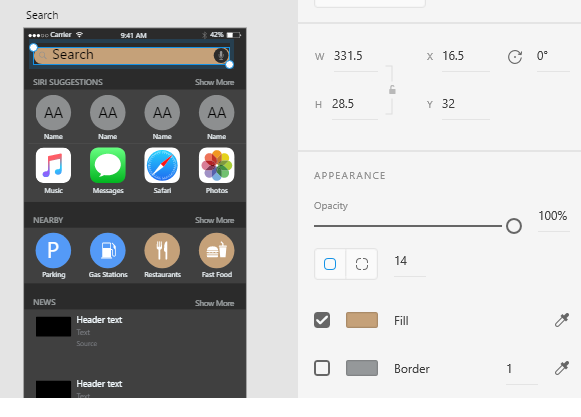 Search
Carrier 9:41 AM 42%
Search
SIRI SUGGESTIONS Show More
AA AA AA AA
Name Name Name Name
Music Messages Safari Photos
NEARBY Show More
P
Parking Gas Stations Restaurants Fast Food
NEWS Show More
Header text
Text
Source
Header text
Text
W 331.5 X 16.5 0°
H 28.5 Y 32
APPEARANCE
Opacity
100%
14
Fill
Border 1